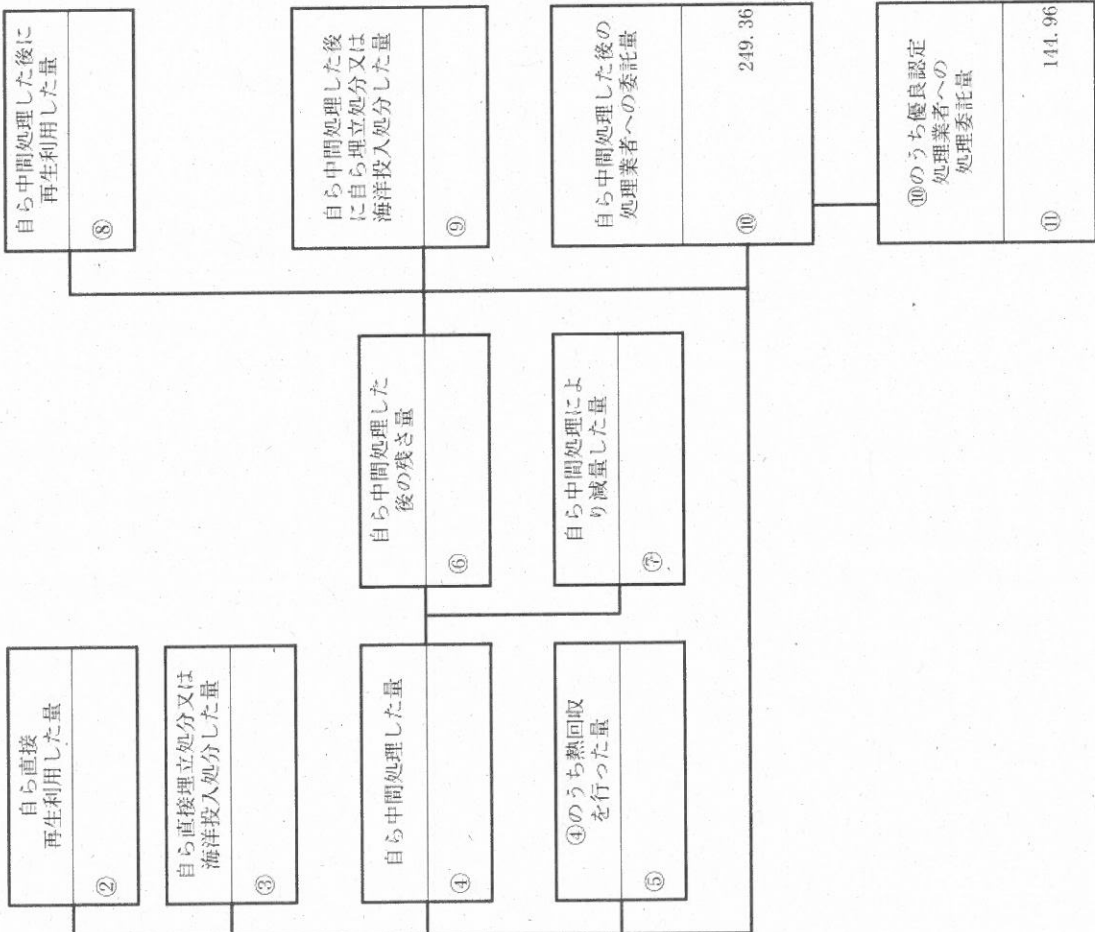 自ら直接
再生利用した量
②
自ら直接埋立処分又は
海洋投入処分した量
③
自ら中間処理した量
④
④のうち熱回収
を行った量
⑤
自ら中間処理した
後の残さ量
⑥
自ら中間処理によ
り減量した量
⑦
自ら中間処理した後に
再生利用した量
⑧
自ら中間処理した後
に自ら埋立処分又は
海洋投入処分した量
⑨
自ら中間処理した後の
処理業者への委託量
⑩ 249.36
⑩のうち優良認定
処理業者への
処理委託量
⑪ 144.96